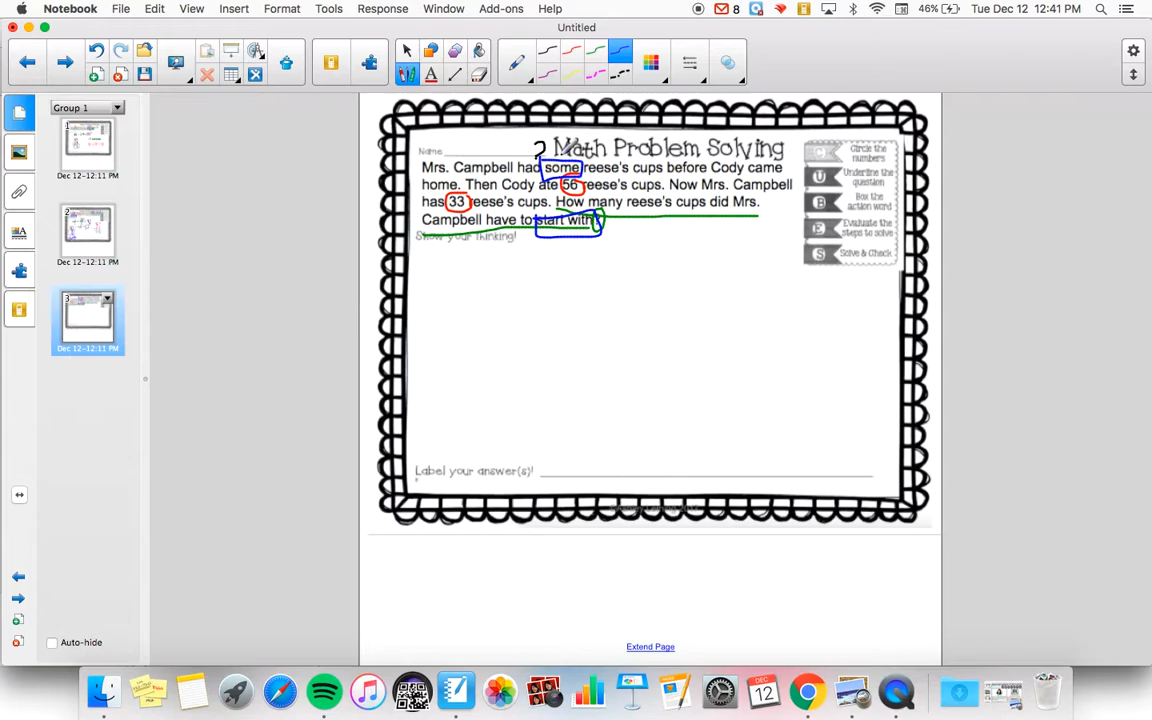 Notebook File Edit View Insert Format Tools Response Window Add-ons Help 8 46% Tue Dec 12 12:41 PM
Untitled
Group 1
1
Dec 12-12:11 PM
2
Dec 12-12:11 PM
3
Dec 12-12:11 PM
Auto-hide
Name ? Math Problem Solving
Mrs. Campbell had some reese's cups before Cody came
home. Then Cody ate 56 reese's cups. Now Mrs. Campbell
has 33 reese's cups. How many reese's cups did Mrs.
Campbell have to start with?
Show your thinking!
C Circle the
numbers
U Underline the
question
B Box the
action word
E Evaluate the
steps to solve
S Solve & Check
Label your answer(s)!
Extend Page
DEC
12